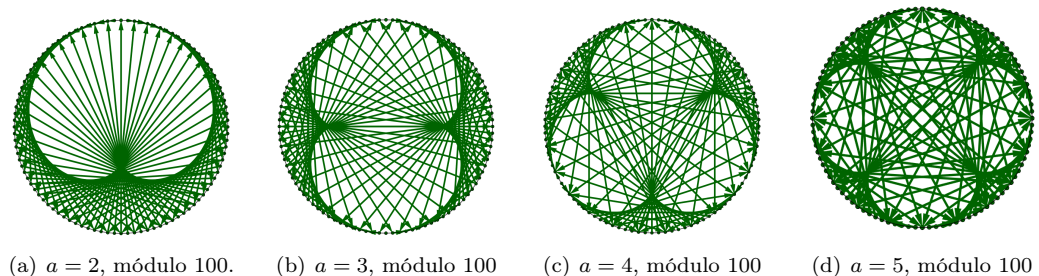 (a) a = 2, módulo 100. (b) a = 3, módulo 100 (c) a = 4, módulo 100 (d) a = 5, módulo 100